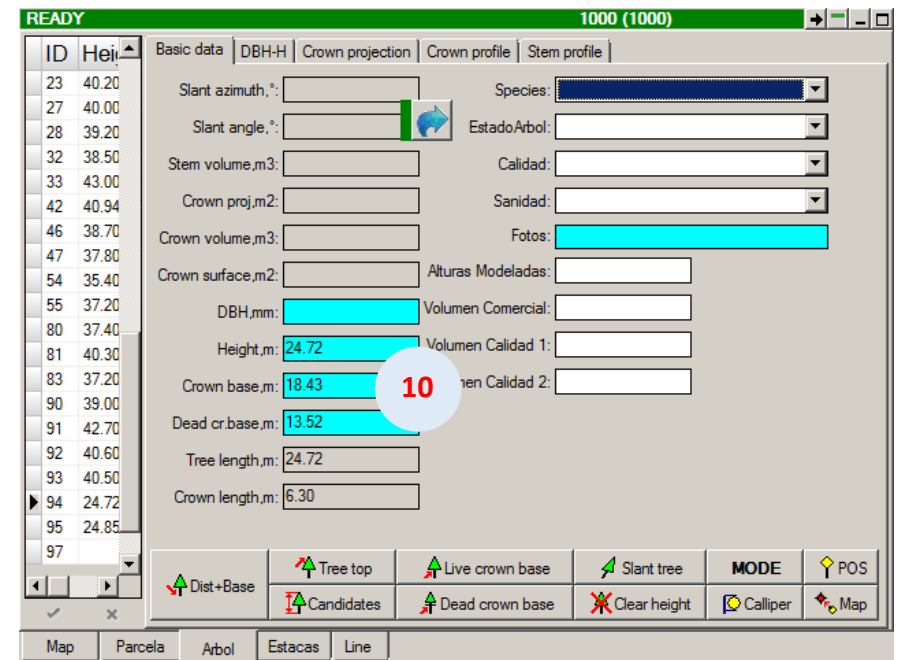 READY 1000 (1000)
ID Hei
23 40.20
27 40.00
28 39.20
32 38.50
33 43.00
42 40.94
46 38.70
47 37.80
54 35.40
55 37.20
80 37.40
81 40.30
83 37.20
90 39.00
91 42.70
92 40.60
93 40.50
94 24.72
95 24.85
97
Basic data DBH-H Crown projection Crown profile Stem profile
Slant azimuth,°:
Slant angle,°:
Stem volume,m3:
Crown proj,m2:
Crown volume,m3:
Crown surface,m2:
DBH,mm:
Height,m: 24.72
Crown base,m: 18.43
Dead cr.base,m: 13.52
Tree length,m: 24.72
Crown length,m: 6.30
Species:
EstadoArbol:
Calidad:
Sanidad:
Fotos:
Alturas Modeladas:
Volumen Comercial:
Volumen Calidad 1:
men Calidad 2:
10
Dist+Base
Tree top Live crown base Slant tree MODE POS
Candidates Dead crown base Clear height Calliper Map
Map Parcela Arbol Estacas Line